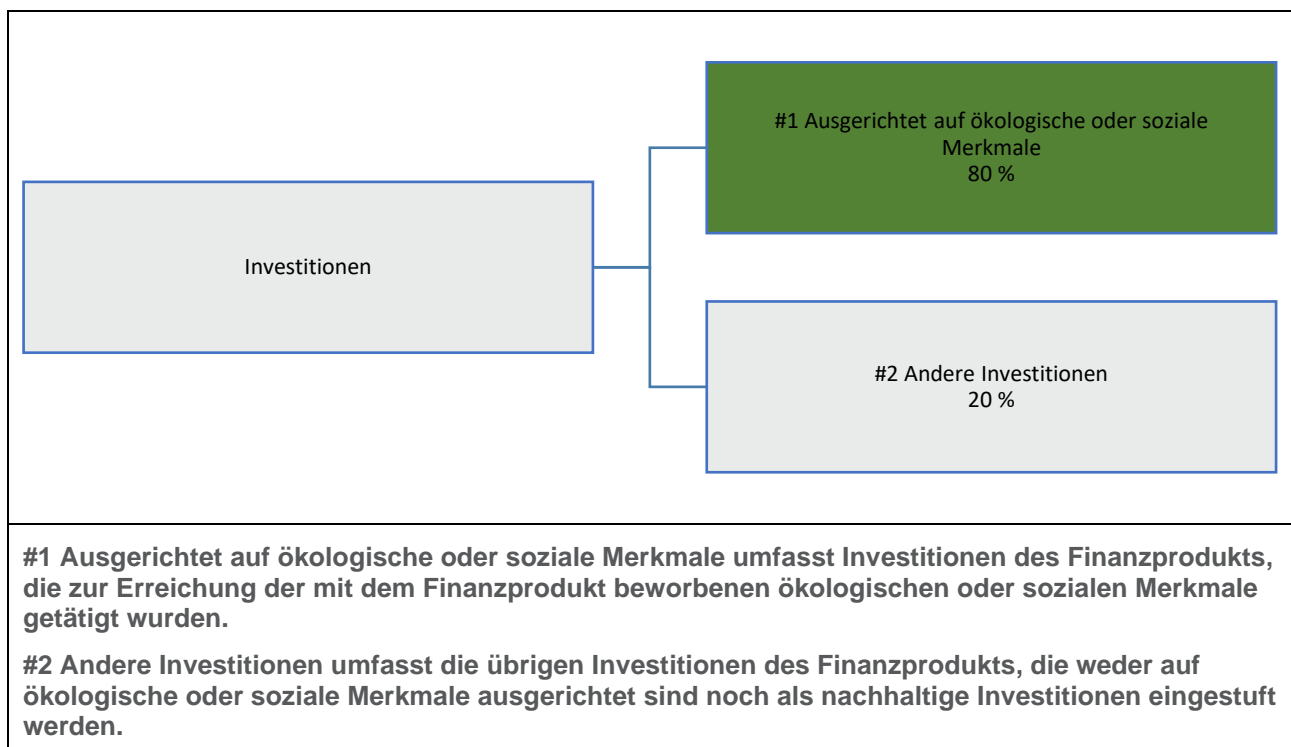 #1 Ausgerichtet auf ökologische oder soziale
Merkmale
80 %
Investitionen
#2 Andere Investitionen
20 %
#1 Ausgerichtet auf ökologische oder soziale Merkmale umfasst Investitionen des Finanzprodukts,
die zur Erreichung der mit dem Finanzprodukt beworbenen ökologischen oder sozialen Merkmale
getätigt wurden.
#2 Andere Investitionen umfasst die übrigen Investitionen des Finanzprodukts, die weder auf
ökologische oder soziale Merkmale ausgerichtet sind noch als nachhaltige Investitionen eingestuft
werden.